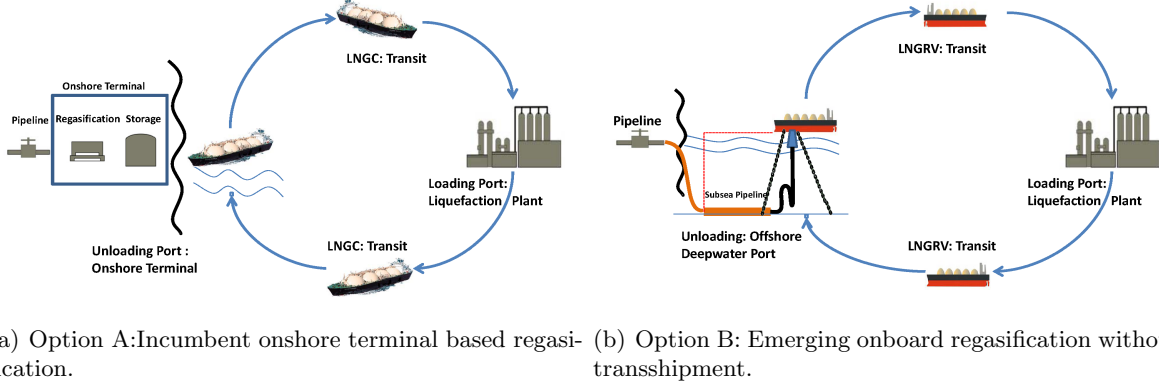 LNGC: Transit
Onshore Terminal
Pipeline
Regasification Storage
Loading Port:
Liquefaction Plant
Unloading Port :
Onshore Terminal
LNGC: Transit
a) Option A:Incumbent onshore terminal based regasi-
cation.
LNGRV: Transit
Pipeline
Subsea Pipeline
Loading Port:
Liquefaction Plant
Unloading: Offshore
Deepwater Port
LNGRV: Transit
(b) Option B: Emerging onboard regasification witho
transshipment.